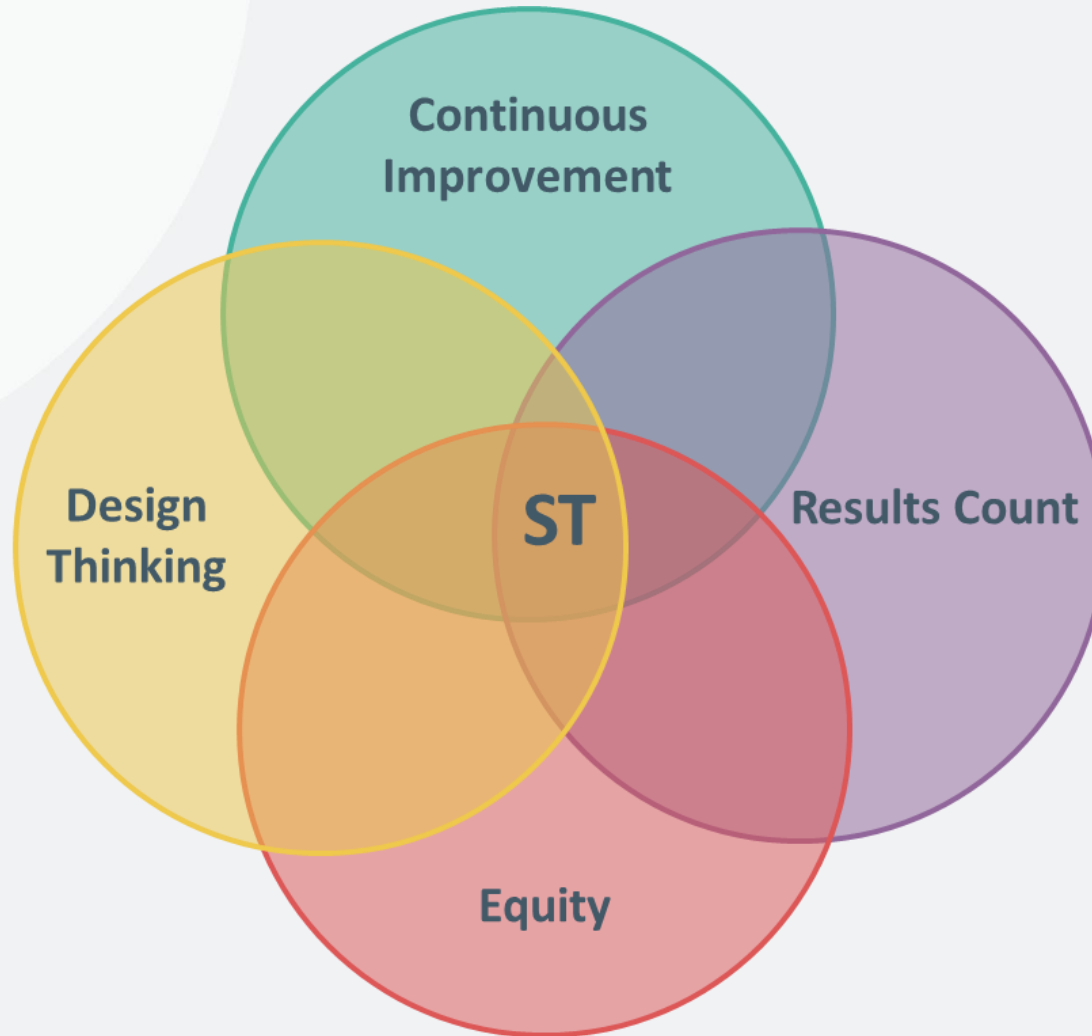 Continuous
Improvement
Design
Thinking
ST
Results Count
Equity